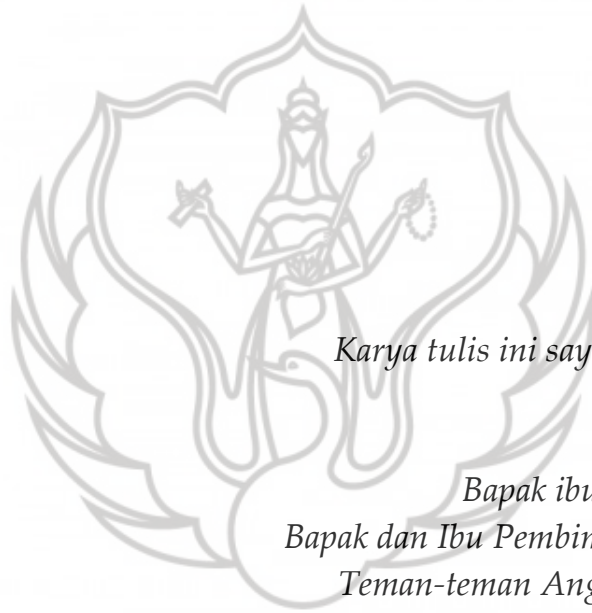 Karya tulis ini say
Bapak ibu
Bapak dan Ibu Pembin
Teman-teman Ang